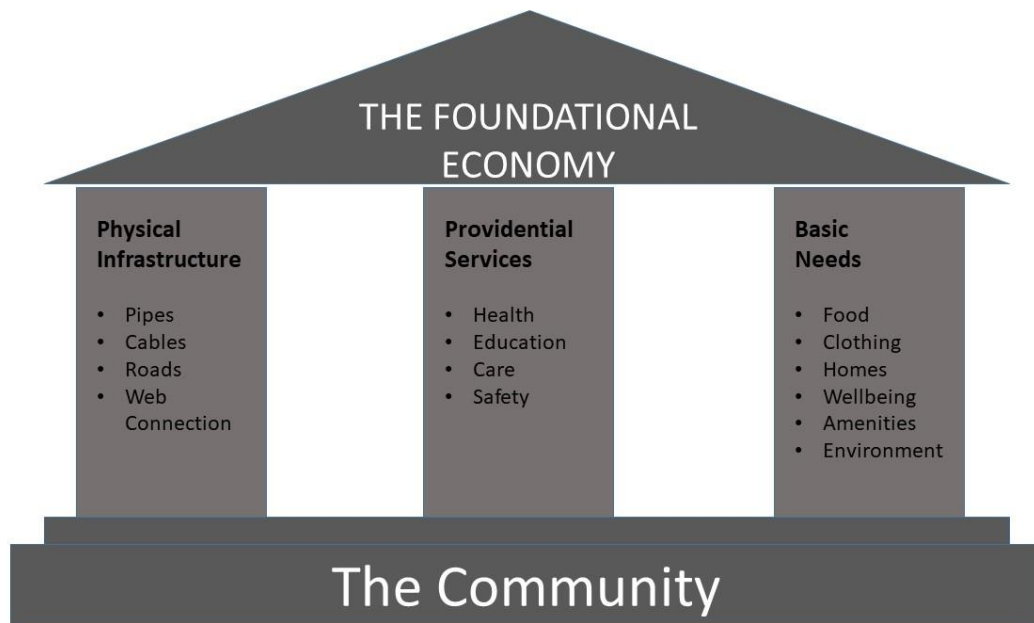 THE FOUNDATIONAL
ECONOMY
Physical
Infrastructure
• Pipes
• Cables
• Roads
• Web
Connection
Providential
Services
• Health
• Education
• Care
• Safety
Basic
Needs
• Food
• Clothing
• Homes
• Wellbeing
• Amenities
• Environment
The Community